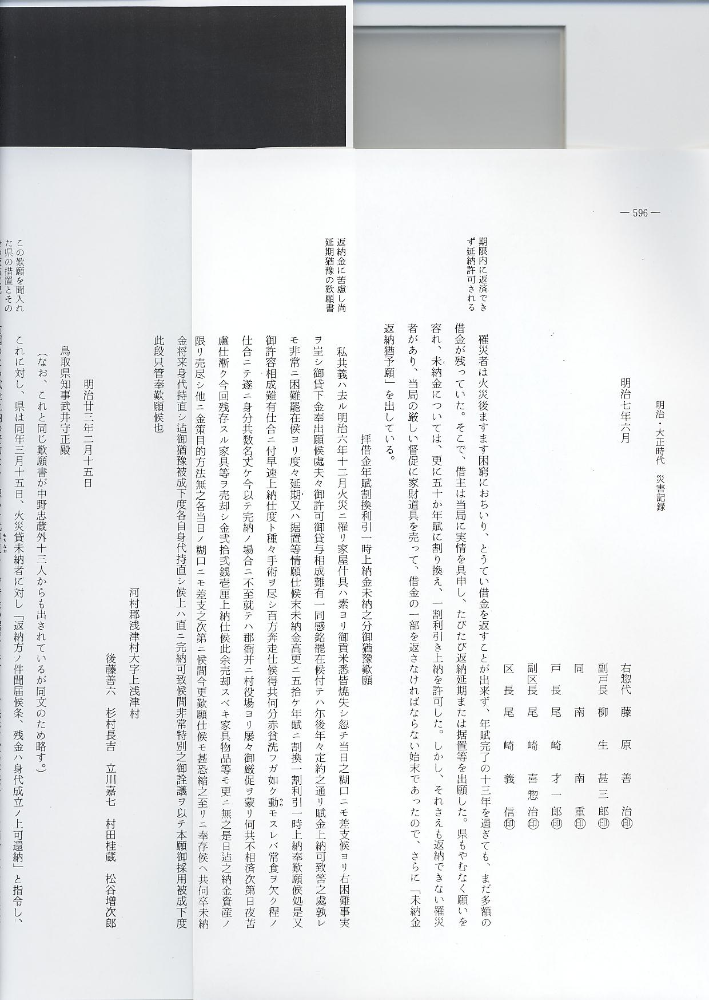 — 596 —
明治・大正時代　災害記録
明治七年六月
右惣代　藤原善治㊞
副戸長　柳生甚三郎㊞
同　南南重㊞
戸長　尾崎才一郎㊞
副区長　尾崎喜惣治㊞
区長　尾崎義信㊞
期限内に返済でき
ず延納許可される
罹災者は火災後ますます困窮におちいり、とうてい借金を返すことが出来ず、年賦完了の十三年を過ぎても、まだ多額の
借金が残っていた。そこで、借主は当局に実情を具申し、たびたび返納延期または据置等を出願した。県もやむなく願いを
容れ、未納金については、更に五十か年賦に割り換え、一割利引き上納を許可した。しかし、それさえも返納できない罹災
者があり、当局の厳しい督促に家財道具を売って、借金の一部を返さなければならない始末であったので、さらに「未納金
返納猶予願」を出している。
返納金に苦慮し尚
延期猶豫の歎願書
拝借金年賦割換利引一時上納金未納之分御猶豫歎願
私共義ハ去ル明治六年十二月火災ニ罹リ家屋什具ハ素ヨリ御貢米悉皆焼失シ忽チ当日之糊口ニモ差支候ヨリ右困難事実
ヲ呈シ御貸下金奉出願候處夫々御許可御貸与相成難有一同感銘罷在候付テハ尓後年々定約之通リ賦金上納可致筈之處孰レ
モ非常ニ困難罷在候ヨリ度々延期又ハ据置等情願仕候末未納金高更ニ五拾ケ年賦ニ割換一割利引一時上納奉歎願候処是又
御許容相成難有仕合ニ付早速上納仕度ト種々手術ヲ尽シ百方奔走仕候得共何分赤貧洗フガ如ク動モスレバ常食ヲ欠ク程ノ
仕合ニテ遂ニ身分共数名丈ケ今以テ完納ノ場合ニ不至就テハ郡衙并ニ村役場ヨリ屡々御厳促ヲ蒙リ何共不相済次第日夜苦
慮仕漸ク今回残存スル家具等ヲ売却シ金弐拾弐銭壱厘上納仕候此余売却スベキ家具物品等モ更ニ無之是日迠之納金資産ノ
限リ売尽シ他ニ金策目的方法無之各当日ノ糊口ニモ差支之次第ニ候間今更歎願仕候モ甚恐縮之至リニ奉存候ヘ共何卒未納
金将来身代持直シ迠御猶豫被成下度各自身代持直シ候上ハ直ニ完納可致候間非常特別之御詮議ヲ以テ本願御採用被成下度
此段只管奉歎願候也
河村郡浅津村大字上浅津村
後藤善六　杉村長吉　立川嘉七　村田桂蔵　松谷増次郎
明治廿三年二月十五日
鳥取県知事武井守正殿
（なお、これと同じ歎願書が中野忠蔵外十三人からも出されているが同文のため略す。）
この歎願を聞入れ
た県の措置とその
これに対し、県は同年三月十五日、火災貸未納者に対し「返納方ノ件聞届候条、残金ハ身代成立ノ上可還納」と指令し、